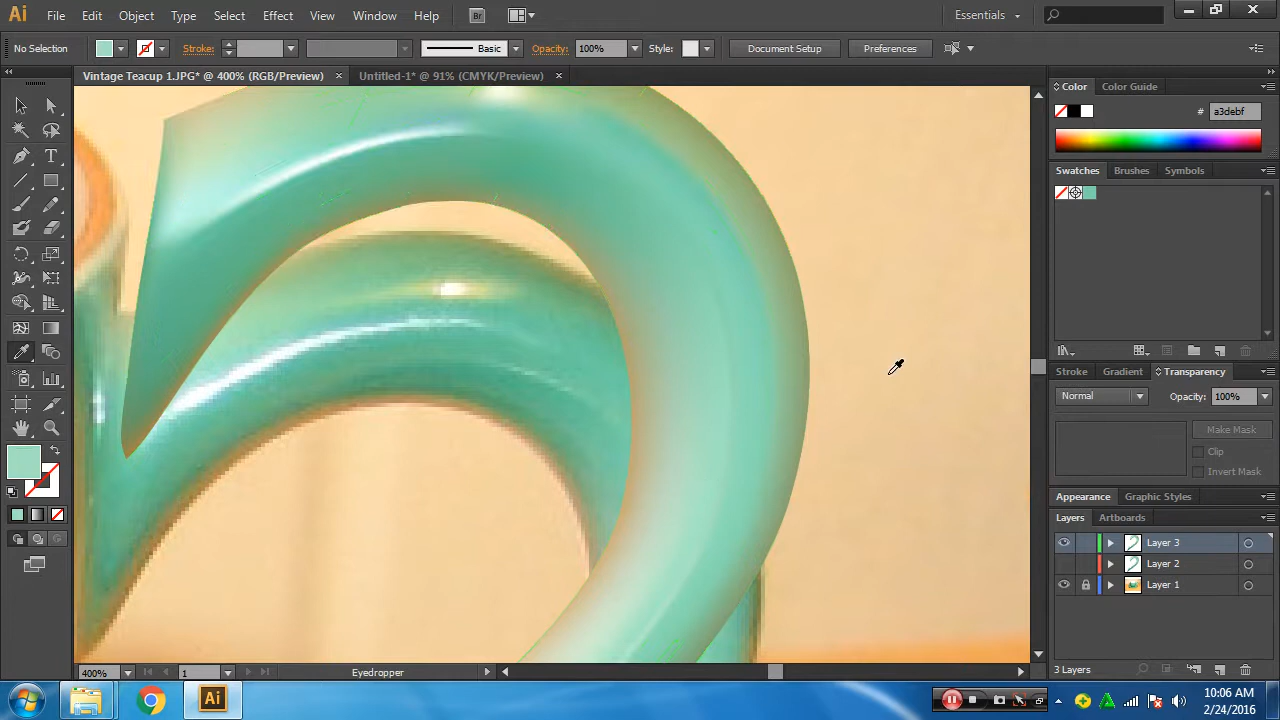 Ai File Edit Object Type Select Effect View Window Help Br Essentials
No Selection Stroke: Basic Opacity: 100% Style: Document Setup Preferences
Vintage Teacup 1.JPG* @ 400% (RGB/Preview) × Untitled-1* @ 91% (CMYK/Preview) ×
Color Color Guide
# a3debf
Swatches Brushes Symbols
Stroke Gradient Transparency
Normal Opacity: 100%
Make Mask
Clip
Invert Mask
Appearance Graphic Styles
Layers Artboards
Layer 3
Layer 2
Layer 1
3 Layers
400% 1 Eyedropper
Ai 10:06 AM
2/24/2016